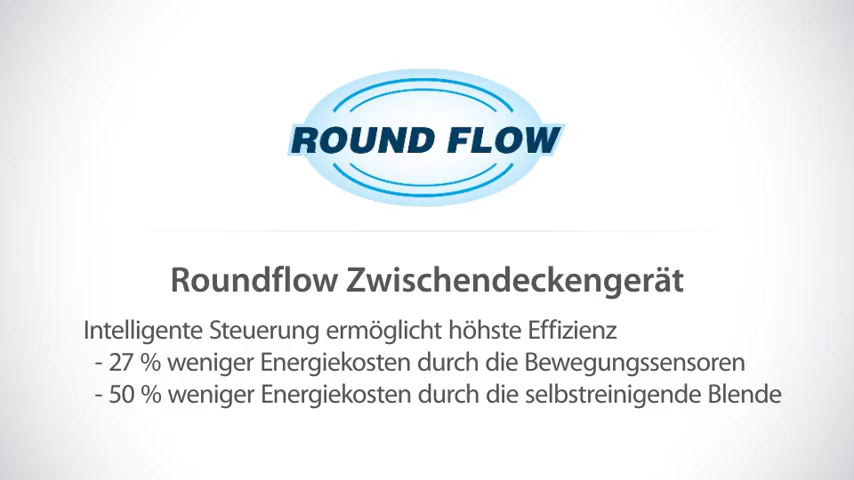 ROUND FLOW
Roundflow Zwischendeckengerät
Intelligente Steuerung ermöglicht höhste Effizienz
- 27 % weniger Energiekosten durch die Bewegungssensoren
- 50 % weniger Energiekosten durch die selbstreinigende Blende